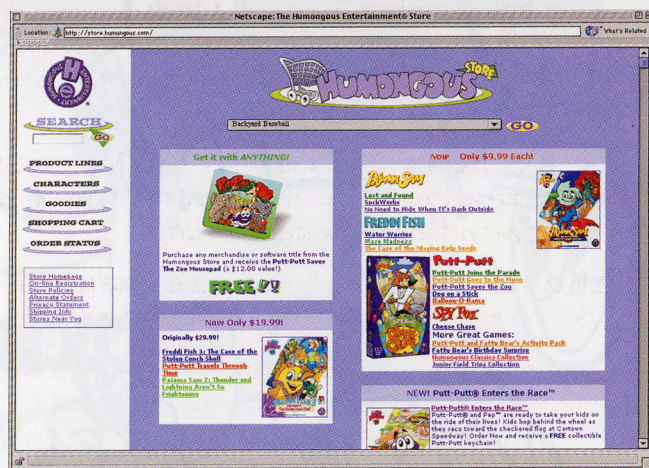 Netscape: The Humongous Entertainment® Store
Location: http://store.humongous.com/
What's Related
HUMONGOUS ENTERTAINMENT
SEARCH
GO
PRODUCT LINES
CHARACTERS
GOODIES
SHOPPING CART
ORDER STATUS
Store Homepage
On-line Registration
Store Policies
Alternate Orders
Privacy Statement
Shipping Info
Stores Near You
HUMONGOUS STORE
Backyard Baseball
GO
Get it with ANYTHING!
Putt-Putt
Purchase any merchandise or software title from the
Humongous Store and receive the Putt-Putt Saves
The Zoo Mousepad (a $12.00 value!)
FREE!!
Now Only $19.99!
Originally $29.99!
Freddi Fish 3: The Case of the
Stolen Conch Shell
Putt-Putt Travels Through
Time
Pajama Sam 2: Thunder and
Lightning Aren't So
Frightening
Freddi Fish
Now Only $9.99 Each!
Pajama Sam
Lost and Found
SockWorks
No Need to Hide When It's Dark Outside
FREDDI FISH
Water Worries
Maze Madness
The Case of the Missing Kelp Seeds
Pajama Sam
Putt-Putt
Putt-Putt Joins the Parade
Putt-Putt Goes to the Moon
Putt-Putt Saves the Zoo
Dog on a Stick
Balloon-O-Rama
SPY Fox
Cheese Chase
More Great Games:
Putt-Putt and Fatty Bear's Activity Pack
Fatty Bear's Birthday Surprise
Humongous Classics Collection
Junior Field Trips Collection
NEW! Putt-Putt® Enters the Race™
Putt-Putt® Enters the Race™
Putt-Putt® and Pep™ are ready to take your kids on
the ride of their lives! Kids hop behind the wheel as
they race toward the checkered flag at Cartown
Speedway! Order Now and receive a FREE collectible
Putt-Putt keychain!